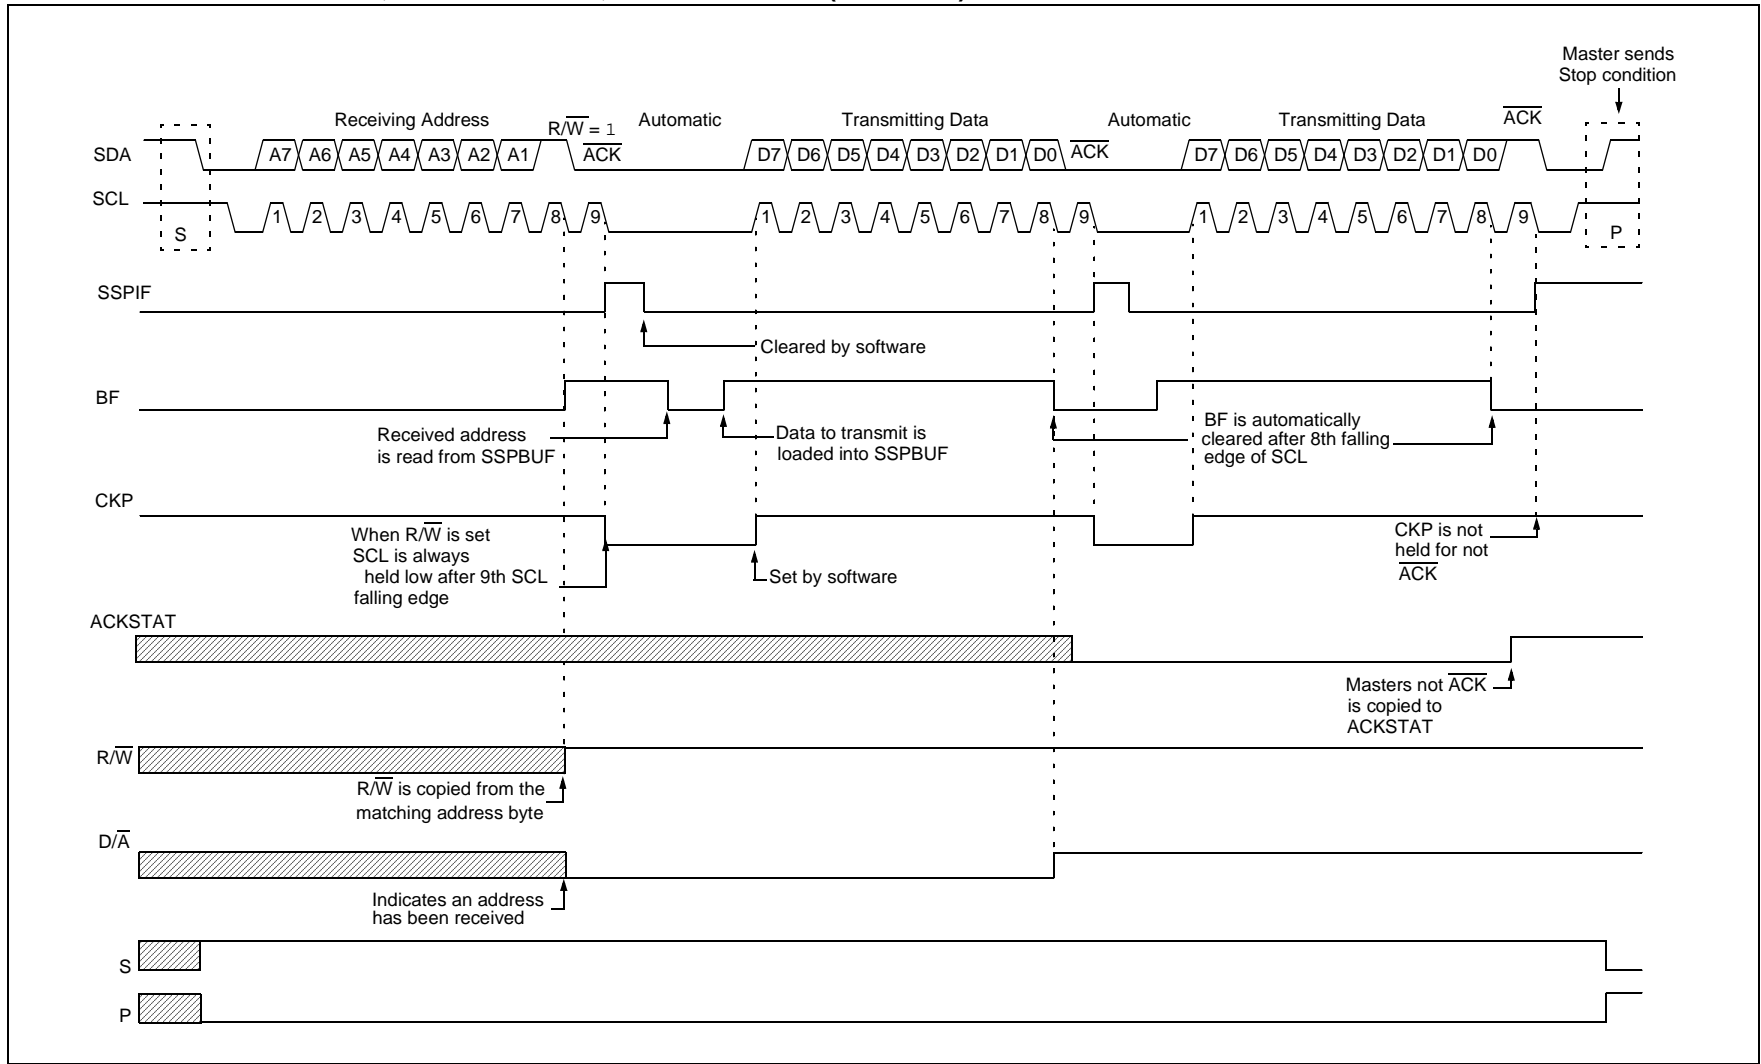 Master sends
Stop condition
Receiving Address
R/W̅ = 1
Automatic
Transmitting Data
Automatic
Transmitting Data
A̅C̅K̅
SDA
A7 A6 A5 A4 A3 A2 A1
A̅C̅K̅
D7 D6 D5 D4 D3 D2 D1 D0
A̅C̅K̅
D7 D6 D5 D4 D3 D2 D1 D0
SCL
S
1 2 3 4 5 6 7 8 9
1 2 3 4 5 6 7 8 9
1 2 3 4 5 6 7 8 9
P
SSPIF
Cleared by software
BF
Received address
is read from SSPBUF
Data to transmit is
loaded into SSPBUF
BF is automatically
cleared after 8th falling
edge of SCL
CKP
When R/W̅ is set
SCL is always
held low after 9th SCL
falling edge
Set by software
CKP is not
held for not
A̅C̅K̅
ACKSTAT
Masters not A̅C̅K̅
is copied to
ACKSTAT
R/W̅
R/W̅ is copied from the
matching address byte
D/A̅
Indicates an address
has been received
S
P